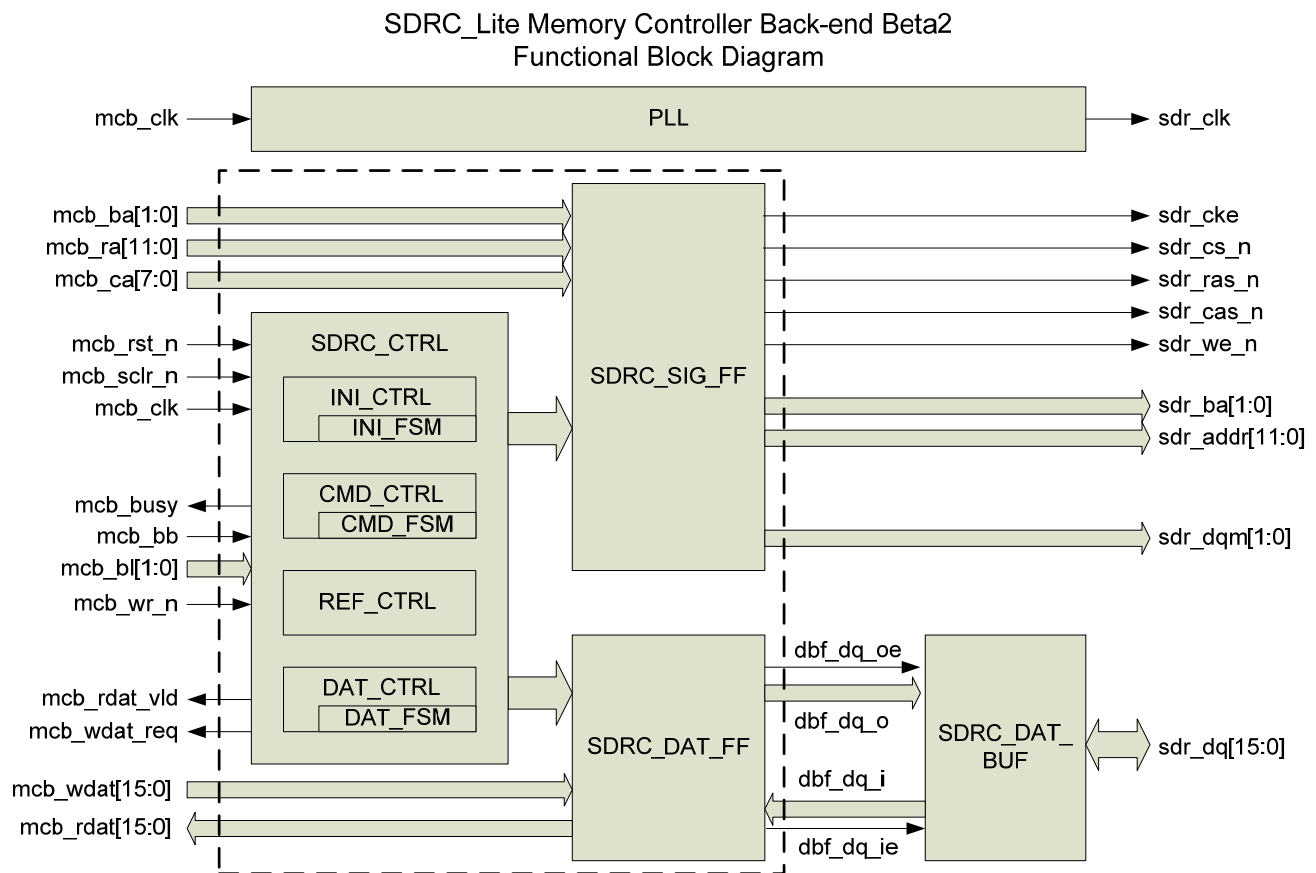 SDRC_Lite Memory Controller Back-end Beta2
Functional Block Diagram
mcb_clk
PLL
sdr_clk
mcb_ba[1:0]
mcb_ra[11:0]
mcb_ca[7:0]
mcb_rst_n
mcb_sclr_n
mcb_clk
mcb_busy
mcb_bb
mcb_bl[1:0]
mcb_wr_n
mcb_rdat_vld
mcb_wdat_req
mcb_wdat[15:0]
mcb_rdat[15:0]
SDRC_CTRL
INI_CTRL
INI_FSM
CMD_CTRL
CMD_FSM
REF_CTRL
DAT_CTRL
DAT_FSM
SDRC_SIG_FF
SDRC_DAT_FF
sdr_cke
sdr_cs_n
sdr_ras_n
sdr_cas_n
sdr_we_n
sdr_ba[1:0]
sdr_addr[11:0]
sdr_dqm[1:0]
dbf_dq_oe
dbf_dq_o
dbf_dq_i
dbf_dq_ie
SDRC_DAT_
BUF
sdr_dq[15:0]